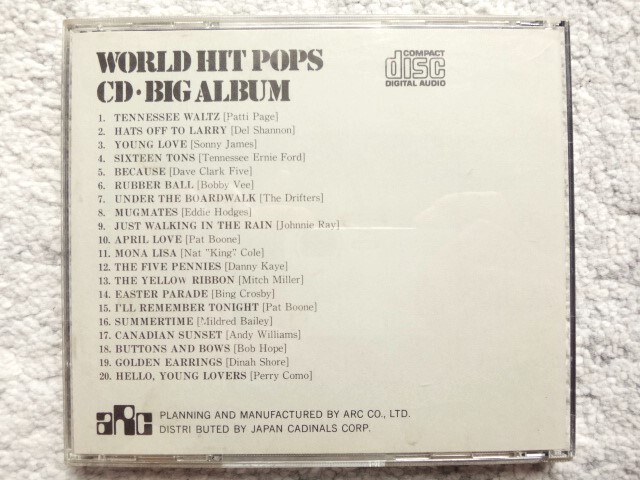 WORLD HIT POPS
CD·BIG ALBUM
COMPACT
disc
DIGITAL AUDIO
1. TENNESSEE WALTZ [Patti Page]
2. HATS OFF TO LARRY [Del Shannon]
3. YOUNG LOVE [Sonny James]
4. SIXTEEN TONS [Tennessee Ernie Ford]
5. BECAUSE [Dave Clark Five]
6. RUBBER BALL [Bobby Vee]
7. UNDER THE BOARDWALK [The Drifters]
8. MUGMATES [Eddie Hodges]
9. JUST WALKING IN THE RAIN [Johnnie Ray]
10. APRIL LOVE [Pat Boone]
11. MONA LISA [Nat "King" Cole]
12. THE FIVE PENNIES [Danny Kaye]
13. THE YELLOW RIBBON [Mitch Miller]
14. EASTER PARADE [Bing Crosby]
15. I'LL REMEMBER TONIGHT [Pat Boone]
16. SUMMERTIME [Mildred Bailey]
17. CANADIAN SUNSET [Andy Williams]
18. BUTTONS AND BOWS [Bob Hope]
19. GOLDEN EARRINGS [Dinah Shore]
20. HELLO, YOUNG LOVERS [Perry Como]
arc
PLANNING AND MANUFACTURED BY ARC CO., LTD.
DISTRI BUTED BY JAPAN CADINALS CORP.